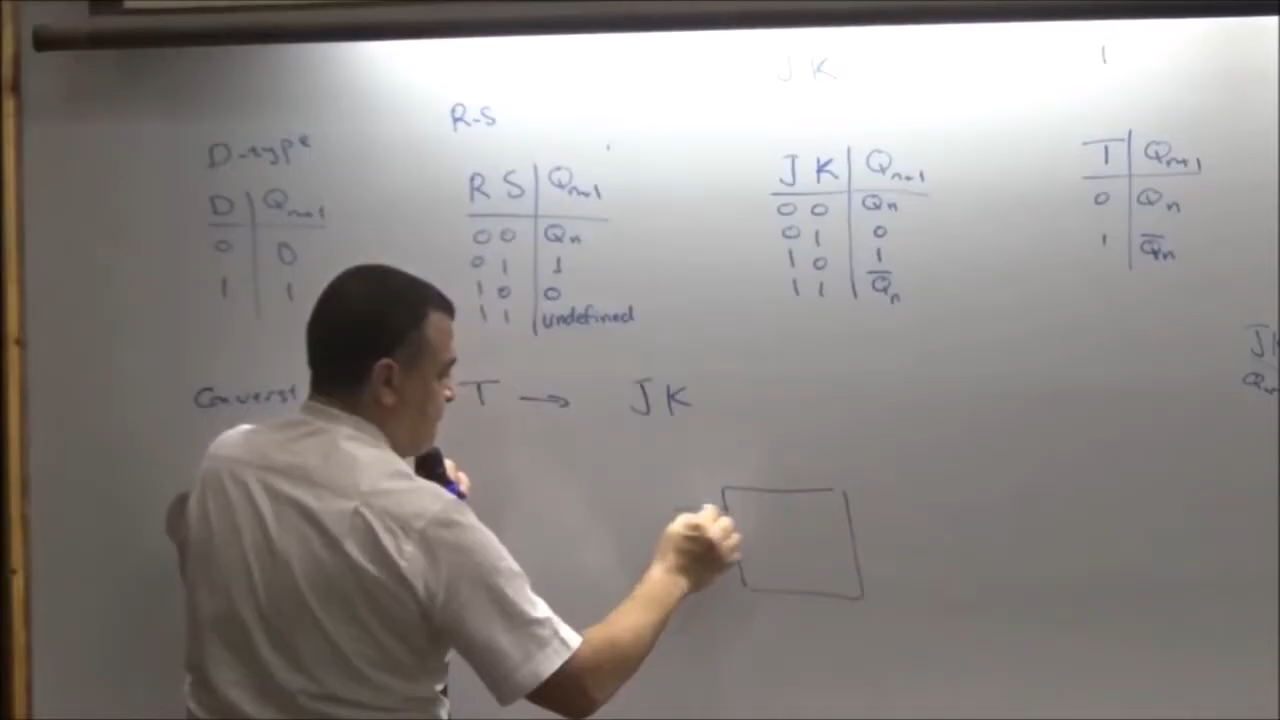 J K
1
R-S
D-type
D | Qn+1
0 | 0
1 | 1
R S | Qn+1
0 0 | Qn
0 1 | 1
1 0 | 0
1 1 | undefined
J K | Qn+1
0 0 | Qn
0 1 | 0
1 0 | 1
1 1 | Q̅n
T | Qn+1
0 | Qn
1 | Q̅n
T → JK